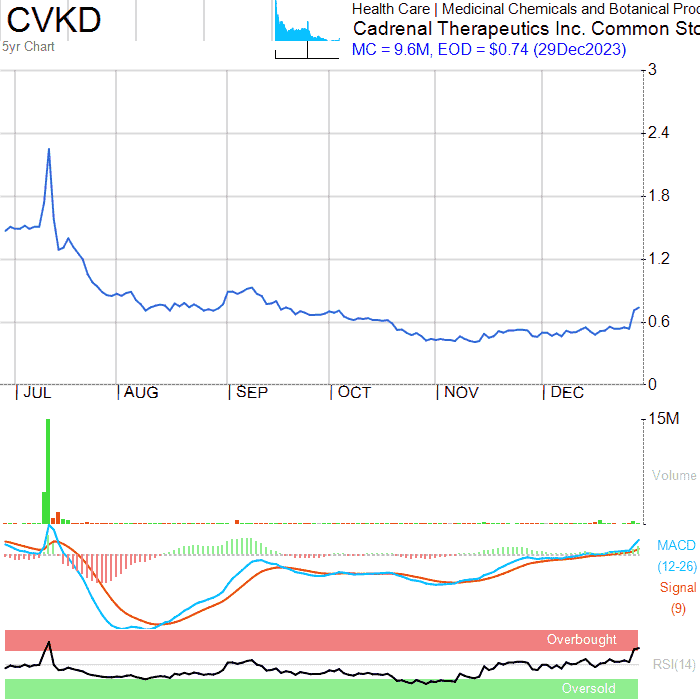 CVKD
5yr Chart
Health Care | Medicinal Chemicals and Botanical
Cadrenal Therapeutics Inc. Common
MC = 9.6M, EOD = $0.74 (29Dec2023)
3
2.4
1.8
1.2
0.6
0
JUL AUG SEP OCT NOV DEC
15M
Volume
MACD
(12-26)
Signal
(9)
Overbought
RSI(14)
Oversold